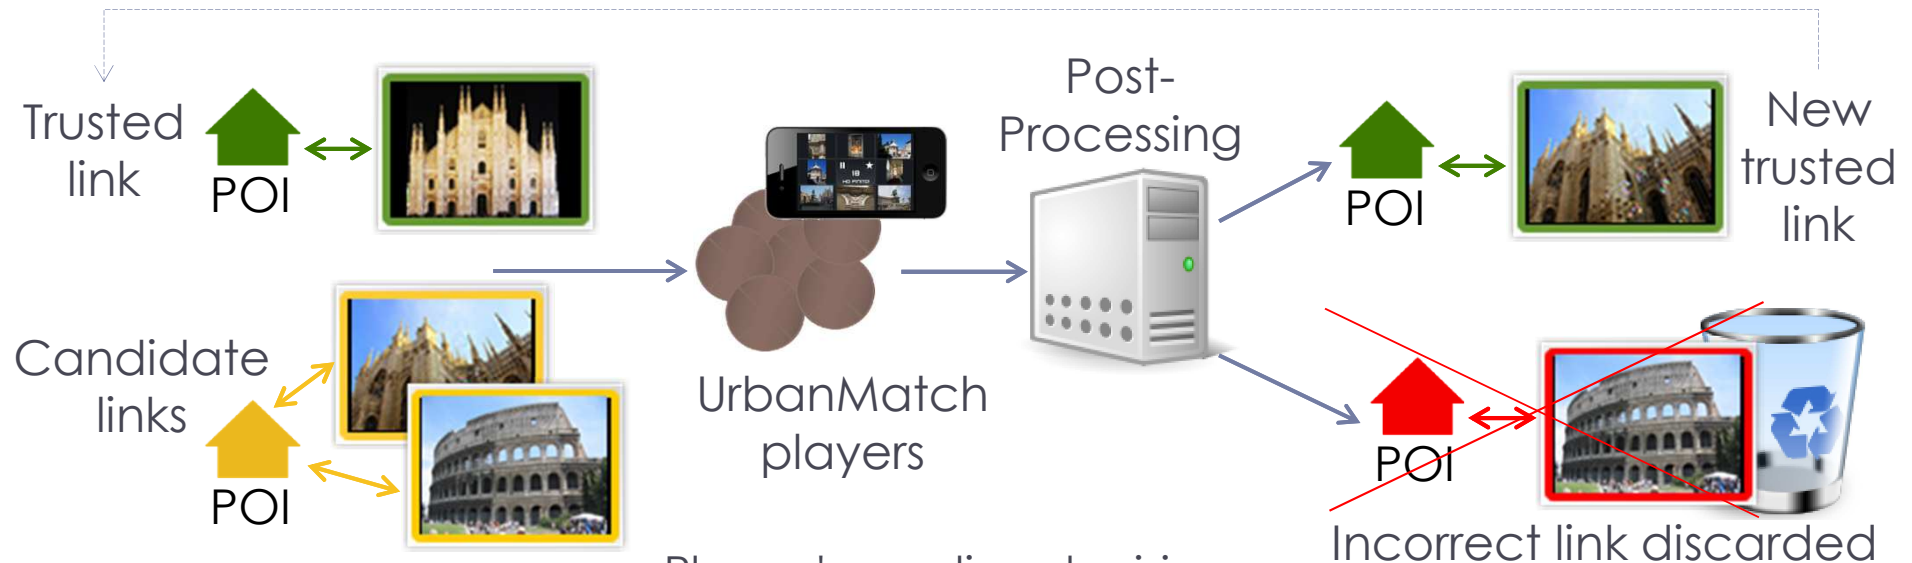 Trusted
link
POI
Candidate
links
POI
UrbanMatch
players
Post-
Processing
POI
New
trusted
link
POI
Incorrect link discarded